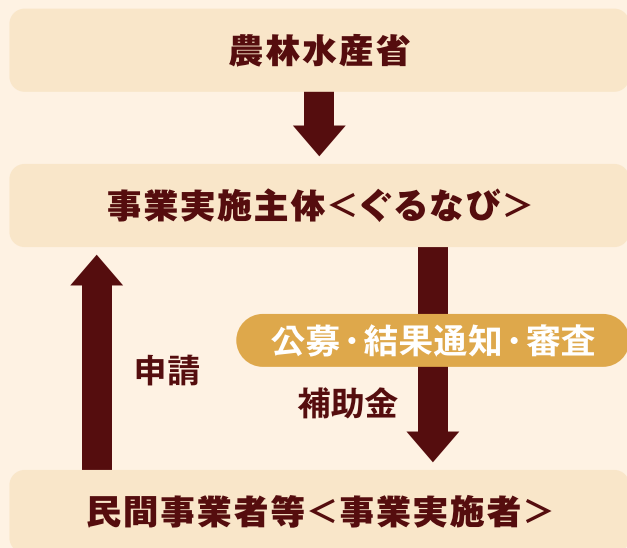 農林水産省
事業実施主体<ぐるなび>
公募・結果通知・審査
申請
補助金
民間事業者等<事業実施者>